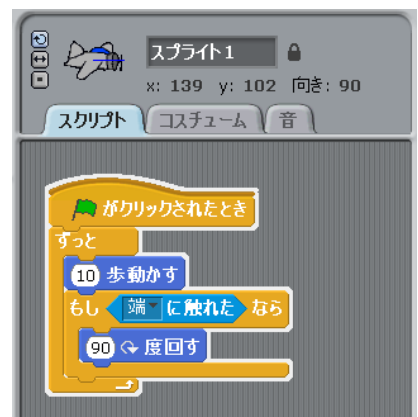 スプライト1
x: 139 y: 102 向き: 90
スクリプト コスチューム 音
がクリックされたとき
ずっと
10 歩動かす
もし 端 に触れた なら
90 度回す